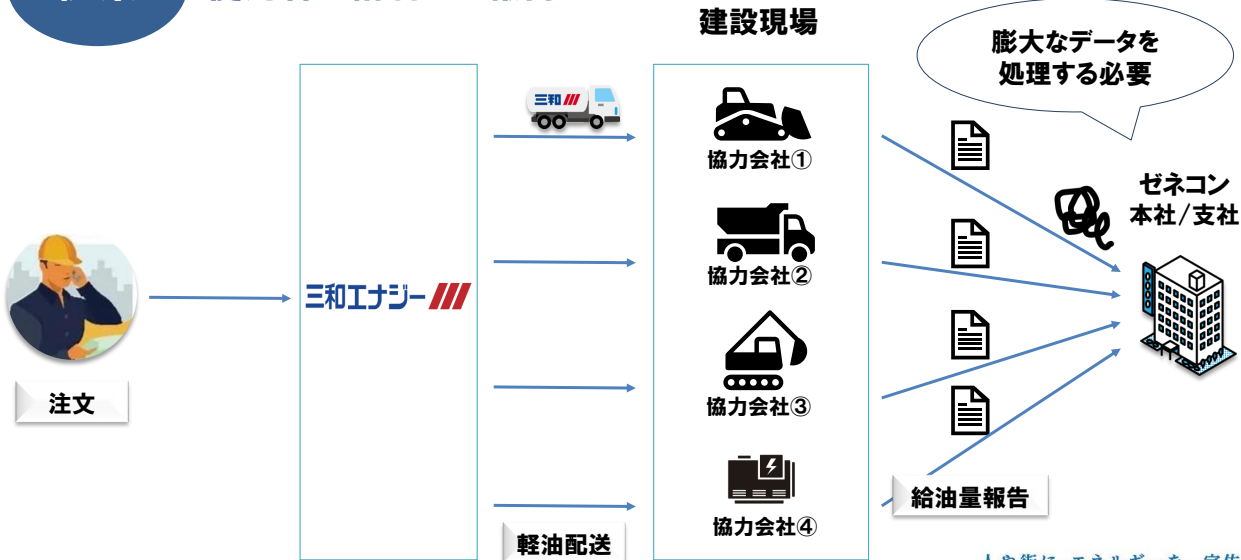 建設現場
膨大なデータを
処理する必要
三和
協力会社①
ゼネコン
本社/支社
協力会社②
三和エナジー
注文
協力会社③
協力会社④
給油量報告
軽油配送